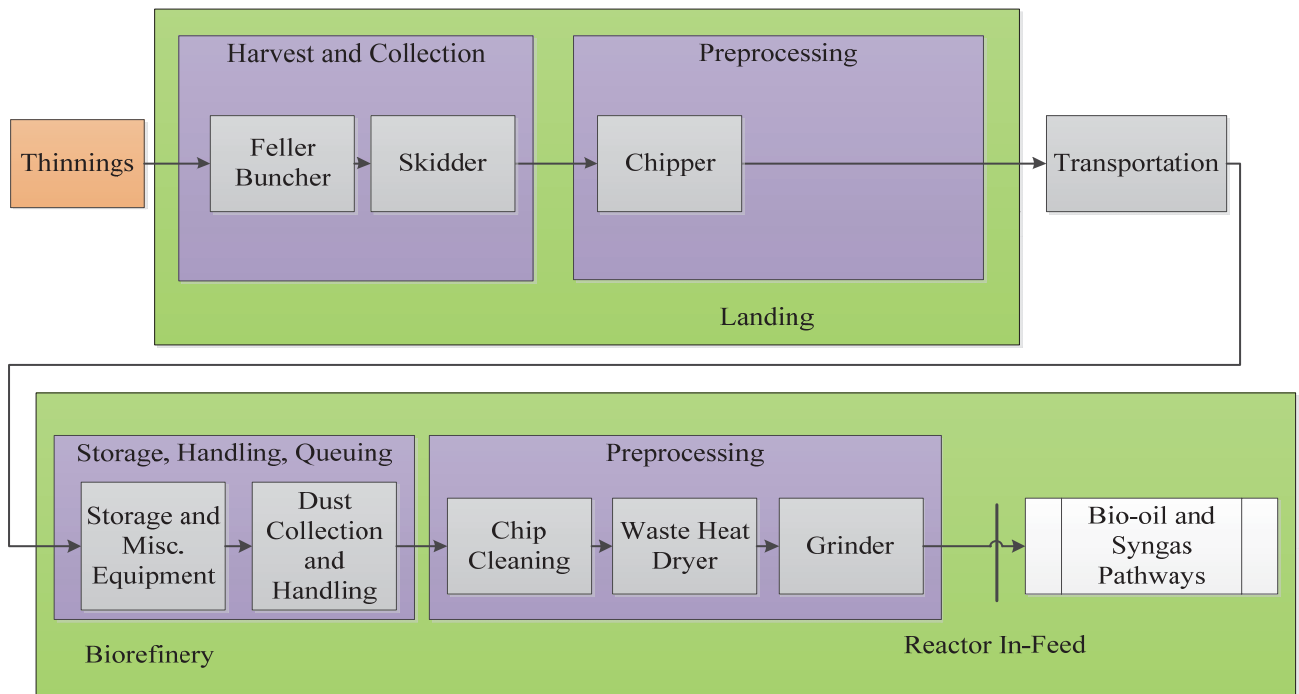 Harvest and Collection
Preprocessing
Thinnings
Feller
Buncher
Skidder
Chipper
Transportation
Landing
Storage, Handling, Queuing
Preprocessing
Storage and
Misc.
Equipment
Dust
Collection
and
Handling
Chip
Cleaning
Waste Heat
Dryer
Grinder
Bio-oil and
Syngas
Pathways
Reactor In-Feed
Biorefinery